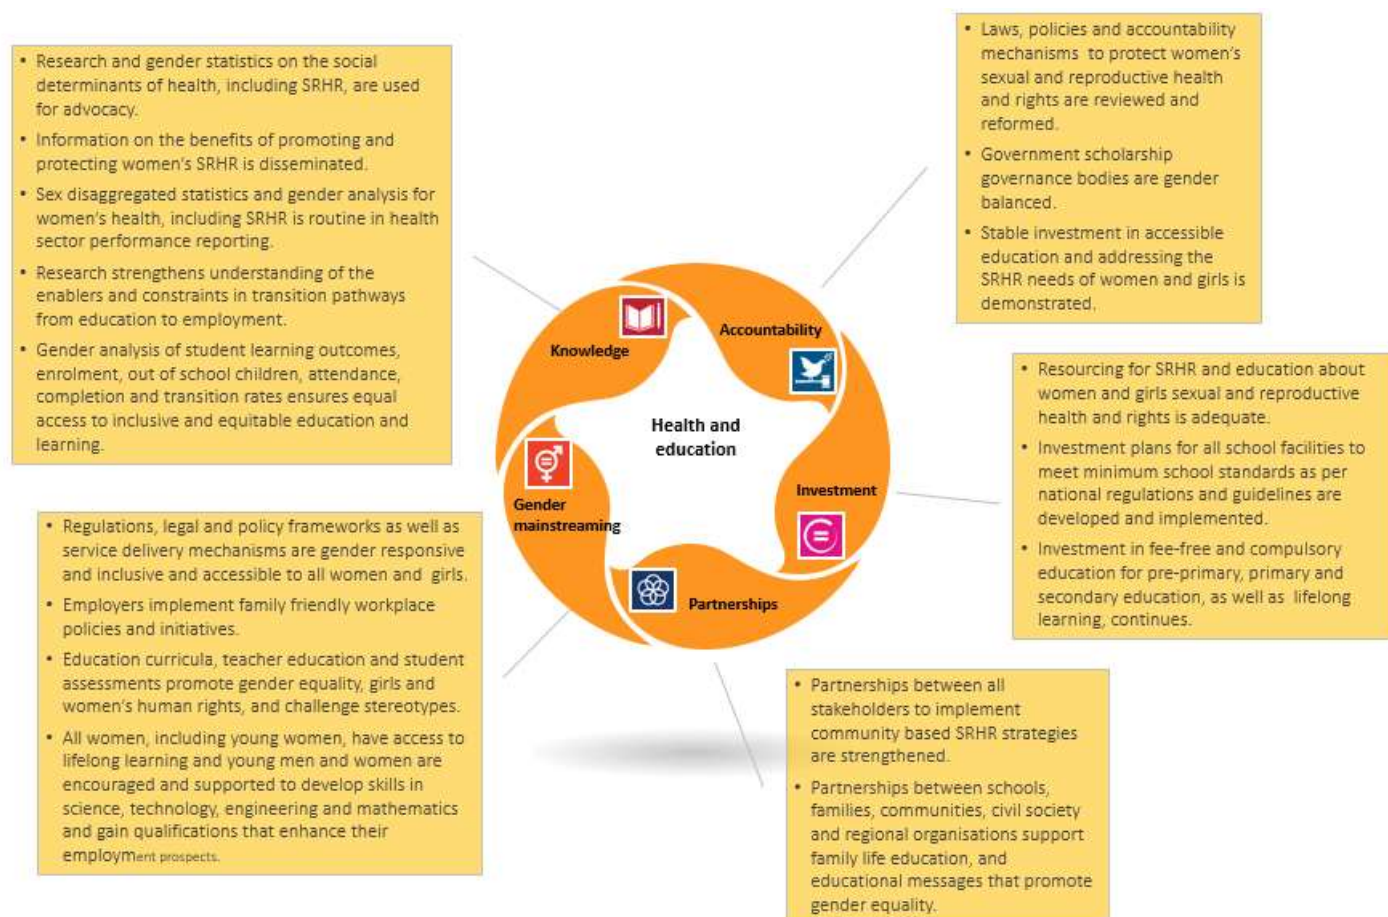 • Research and gender statistics on the social
determinants of health, including SRHR, are used
for advocacy.
• Information on the benefits of promoting and
protecting women's SRHR is disseminated.
• Sex disaggregated statistics and gender analysis for
women's health, including SRHR is routine in health
sector performance reporting.
• Research strengthens understanding of the
enablers and constraints in transition pathways
from education to employment.
• Gender analysis of student learning outcomes,
enrolment, out of school children, attendance,
completion and transition rates ensures equal
access to inclusive and equitable education and
learning.
• Laws, policies and accountability
mechanisms to protect women's
sexual and reproductive health
and rights are reviewed and
reformed.
• Government scholarship
governance bodies are gender
balanced.
• Stable investment in accessible
education and addressing the
SRHR needs of women and girls is
demonstrated.
Knowledge
Accountability
Health and
education
Gender
mainstreaming
Investment
Partnerships
• Resourcing for SRHR and education about
women and girls sexual and reproductive
health and rights is adequate.
• Investment plans for all school facilities to
meet minimum school standards as per
national regulations and guidelines are
developed and implemented.
• Investment in fee-free and compulsory
education for pre-primary, primary and
secondary education, as well as lifelong
learning, continues.
• Regulations, legal and policy frameworks as well as
service delivery mechanisms are gender responsive
and inclusive and accessible to all women and girls.
• Employers implement family friendly workplace
policies and initiatives.
• Education curricula, teacher education and student
assessments promote gender equality, girls and
women's human rights, and challenge stereotypes.
• All women, including young women, have access to
lifelong learning and young men and women are
encouraged and supported to develop skills in
science, technology, engineering and mathematics
and gain qualifications that enhance their
employment prospects.
• Partnerships between all
stakeholders to implement
community based SRHR strategies
are strengthened.
• Partnerships between schools,
families, communities, civil society
and regional organisations support
family life education, and
educational messages that promote
gender equality.